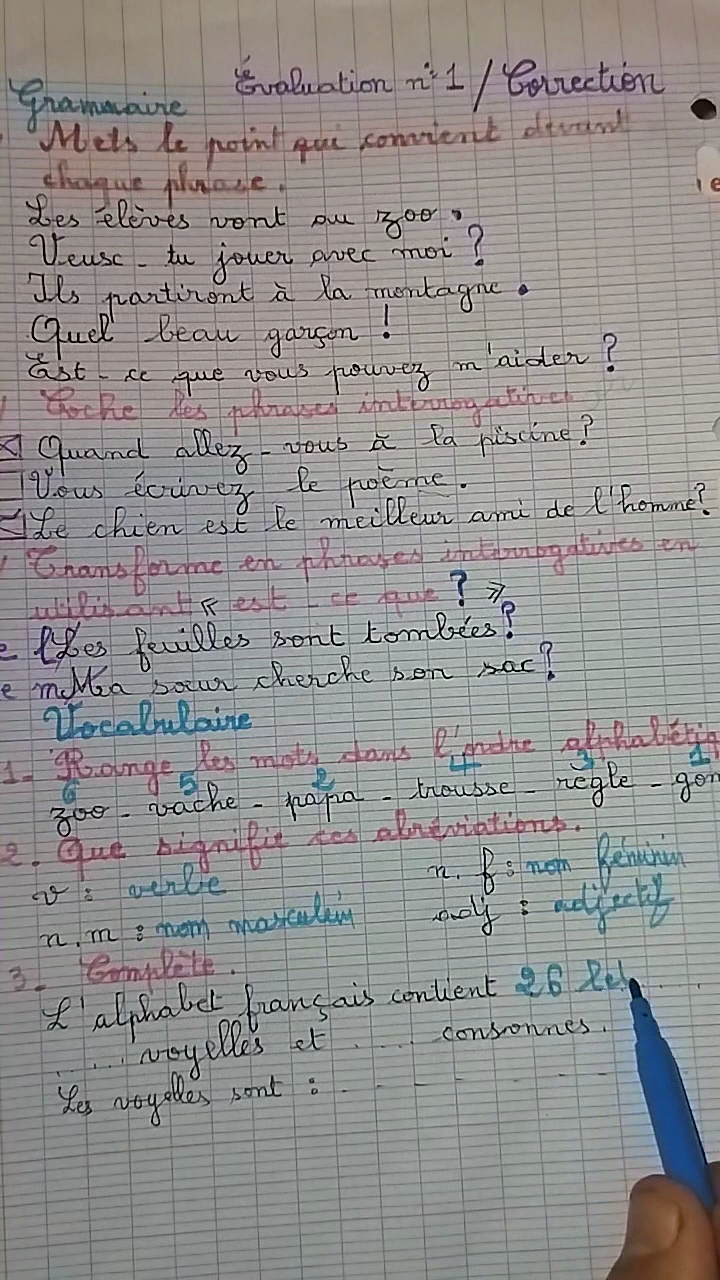 Évaluation n°1 / Correction
Grammaire
Mets le point qui convient devant
chaque phrase.
Les élèves vont au zoo.
Veux-tu jouer avec moi ?
Ils partiront à la montagne.
Quel beau garçon !
Est-ce que vous pouvez m'aider ?
Coche les phrases interrogatives
Quand allez-vous à la piscine ?
Vous écrivez le poème.
Le chien est le meilleur ami de l'homme ?
Transforme en phrases interrogatives en
utilisant « est-ce que ? »
e Les feuilles sont tombées ?
e Ma sœur cherche son sac ?
Vocabulaire
1. Range les mots dans l'ordre alphabétiq
6 5 2 4 3 1
zoo - vache - papa - trousse - règle - gom
2. Que signifie ces abréviations.
v : verbe n.f : nom féminin
n.m : nom masculin adj : adjectif
3. Complète.
L'alphabet français contient 26 let .....
..... voyelles et .... consonnes.
Les voyelles sont : - - - - - -